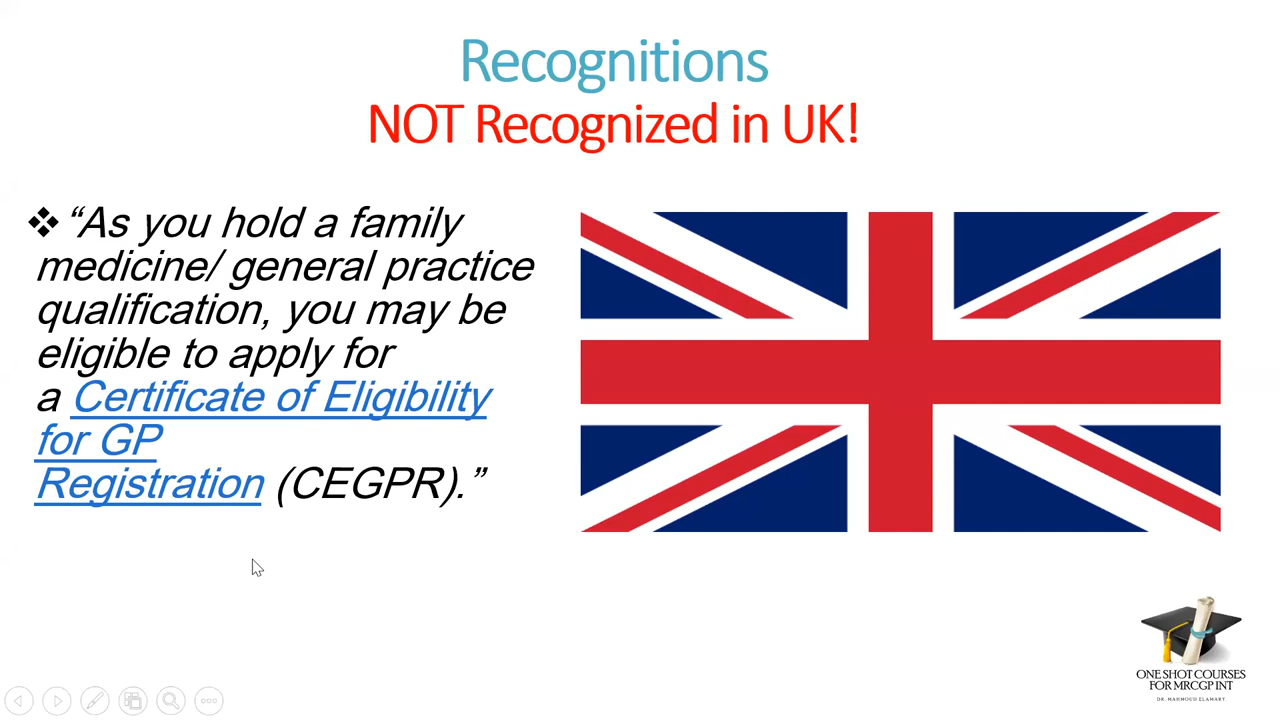 Recognitions
NOT Recognized in UK!
❖ “As you hold a family
medicine/ general practice
qualification, you may be
eligible to apply for
a Certificate of Eligibility
for GP
Registration (CEGPR).”
ONE SHOT COURSES
FOR MRCGP INT
DR. MAHMOUD ELAMARY